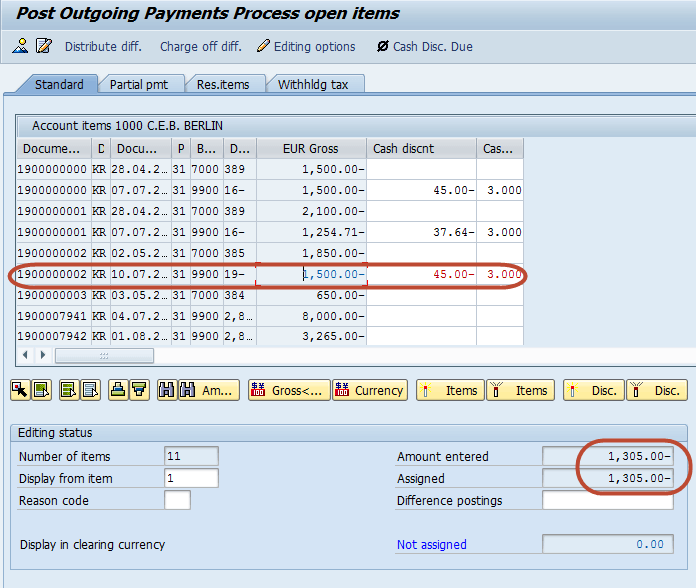 Post Outgoing Payments Process open items
Distribute diff. Charge off diff. Editing options Cash Disc. Due
Standard Partial pmt Res.items Withhldg tax
Account items 1000 C.E.B. BERLIN
Docume... D Docu... P B... D... EUR Gross Cash discnt Cas...
1900000000 KR 28.04.2… 31 7000 389 1,500.00-
1900000000 KR 07.07.2… 31 9900 16- 1,500.00- 45.00- 3.000
1900000001 KR 28.04.2… 31 7000 389 2,100.00-
1900000001 KR 07.07.2… 31 9900 16- 1,254.71- 37.64- 3.000
1900000002 KR 02.05.2… 31 7000 385 1,850.00-
1900000002 KR 10.07.2… 31 9900 19- 1,500.00- 45.00- 3.000
1900000003 KR 03.05.2… 31 7000 384 650.00-
1900007941 KR 04.07.2… 31 9900 2,8… 8,000.00-
1900007942 KR 01.08.2… 31 9900 2,8… 3,265.00-
Am... Gross<... Currency Items Items Disc. Disc.
Editing status
Number of items 11 Amount entered 1,305.00-
Display from item 1 Assigned 1,305.00-
Reason code Difference postings
Display in clearing currency Not assigned 0.00